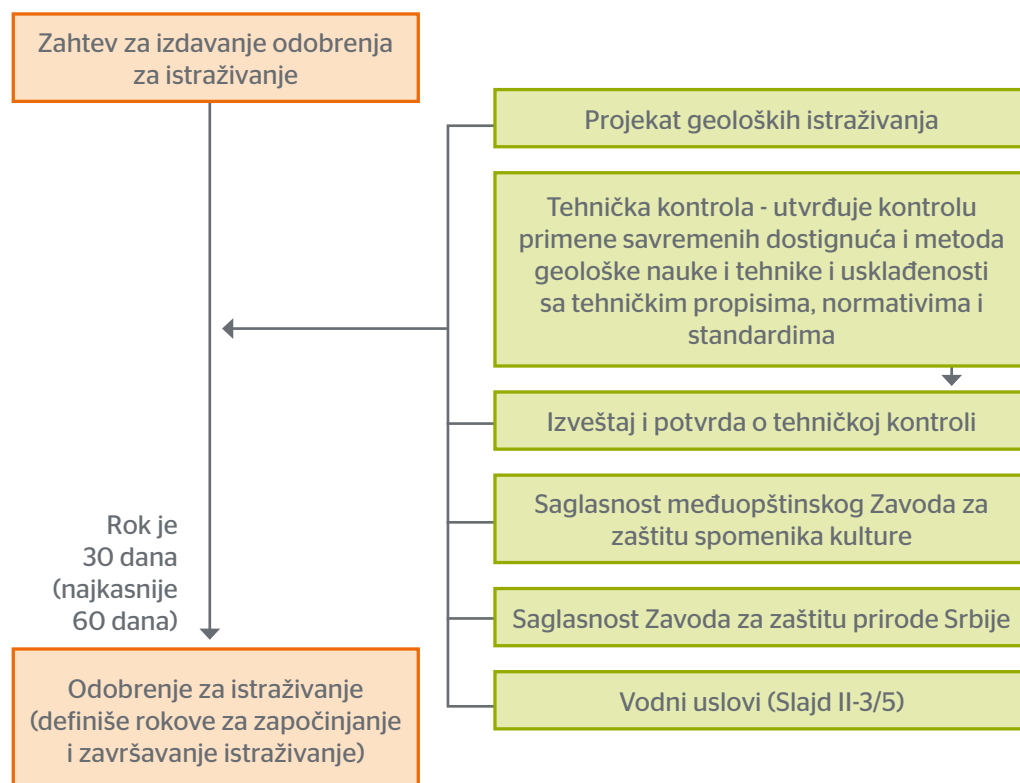 Zahtev za izdavanje odobrenja
za istraživanje
Projekat geoloških istraživanja
Tehnička kontrola - utvrđuje kontrolu
primene savremenih dostignuća i metoda
geološke nauke i tehnike i usklađenosti
sa tehničkim propisima, normativima i
standardima
Izveštaj i potvrda o tehničkoj kontroli
Saglasnost međuopštinskog Zavoda za
zaštitu spomenika kulture
Saglasnost Zavoda za zaštitu prirode Srbije
Vodni uslovi (Slajd II-3/5)
Rok je
30 dana
(najkasnije
60 dana)
Odobrenje za istraživanje
(definiše rokove za započinjanje
i završavanje istraživanje)